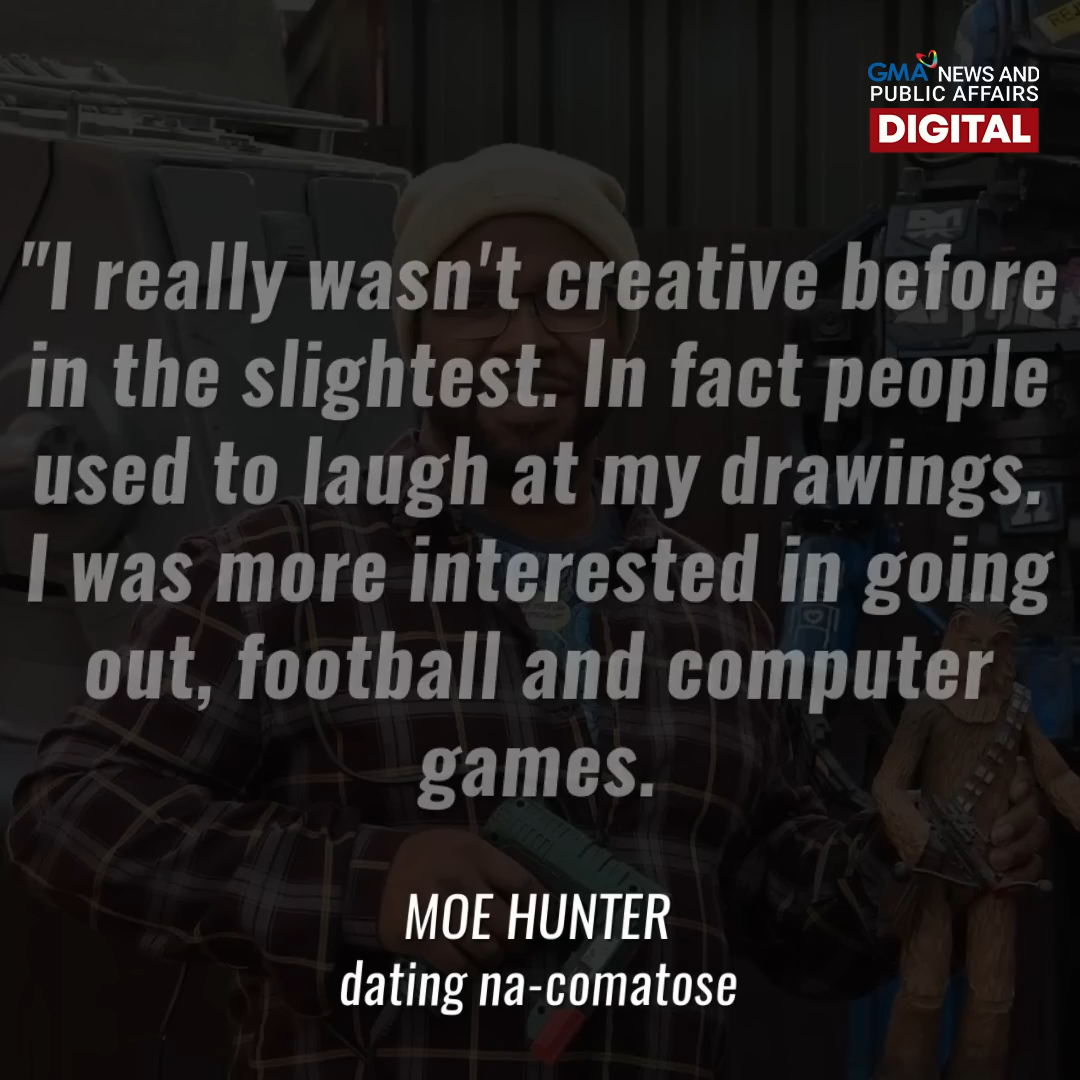 GMA NEWS AND
PUBLIC AFFAIRS
DIGITAL
"I really wasn't creative before
in the slightest. In fact people
used to laugh at my drawings.
I was more interested in going
out, football and computer
games.
MOE HUNTER
dating na-comatose